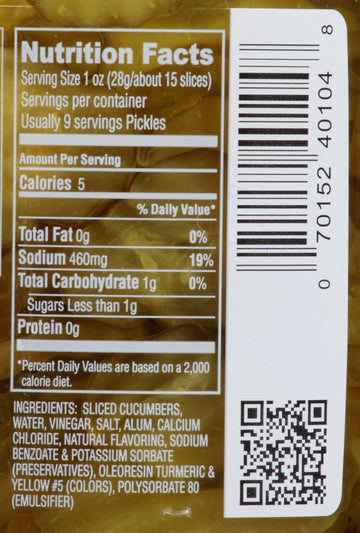 Nutrition Facts
Serving Size 1 oz (28g/about 15 slices)
Servings per container
Usually 9 servings Pickles
Amount Per Serving
Calories 5
% Daily Value*
Total Fat 0g 0%
Sodium 460mg 19%
Total Carbohydrate 1g 0%
Sugars Less than 1g
Protein 0g
*Percent Daily Values are based on a 2,000
calorie diet.
INGREDIENTS: SLICED CUCUMBERS,
WATER, VINEGAR, SALT, ALUM, CALCIUM
CHLORIDE, NATURAL FLAVORING, SODIUM
BENZOATE & POTASSIUM SORBATE
(PRESERVATIVES), OLEORESIN TURMERIC &
YELLOW #5 (COLORS), POLYSORBATE 80
(EMULSIFIER)
0 70152 40104 8